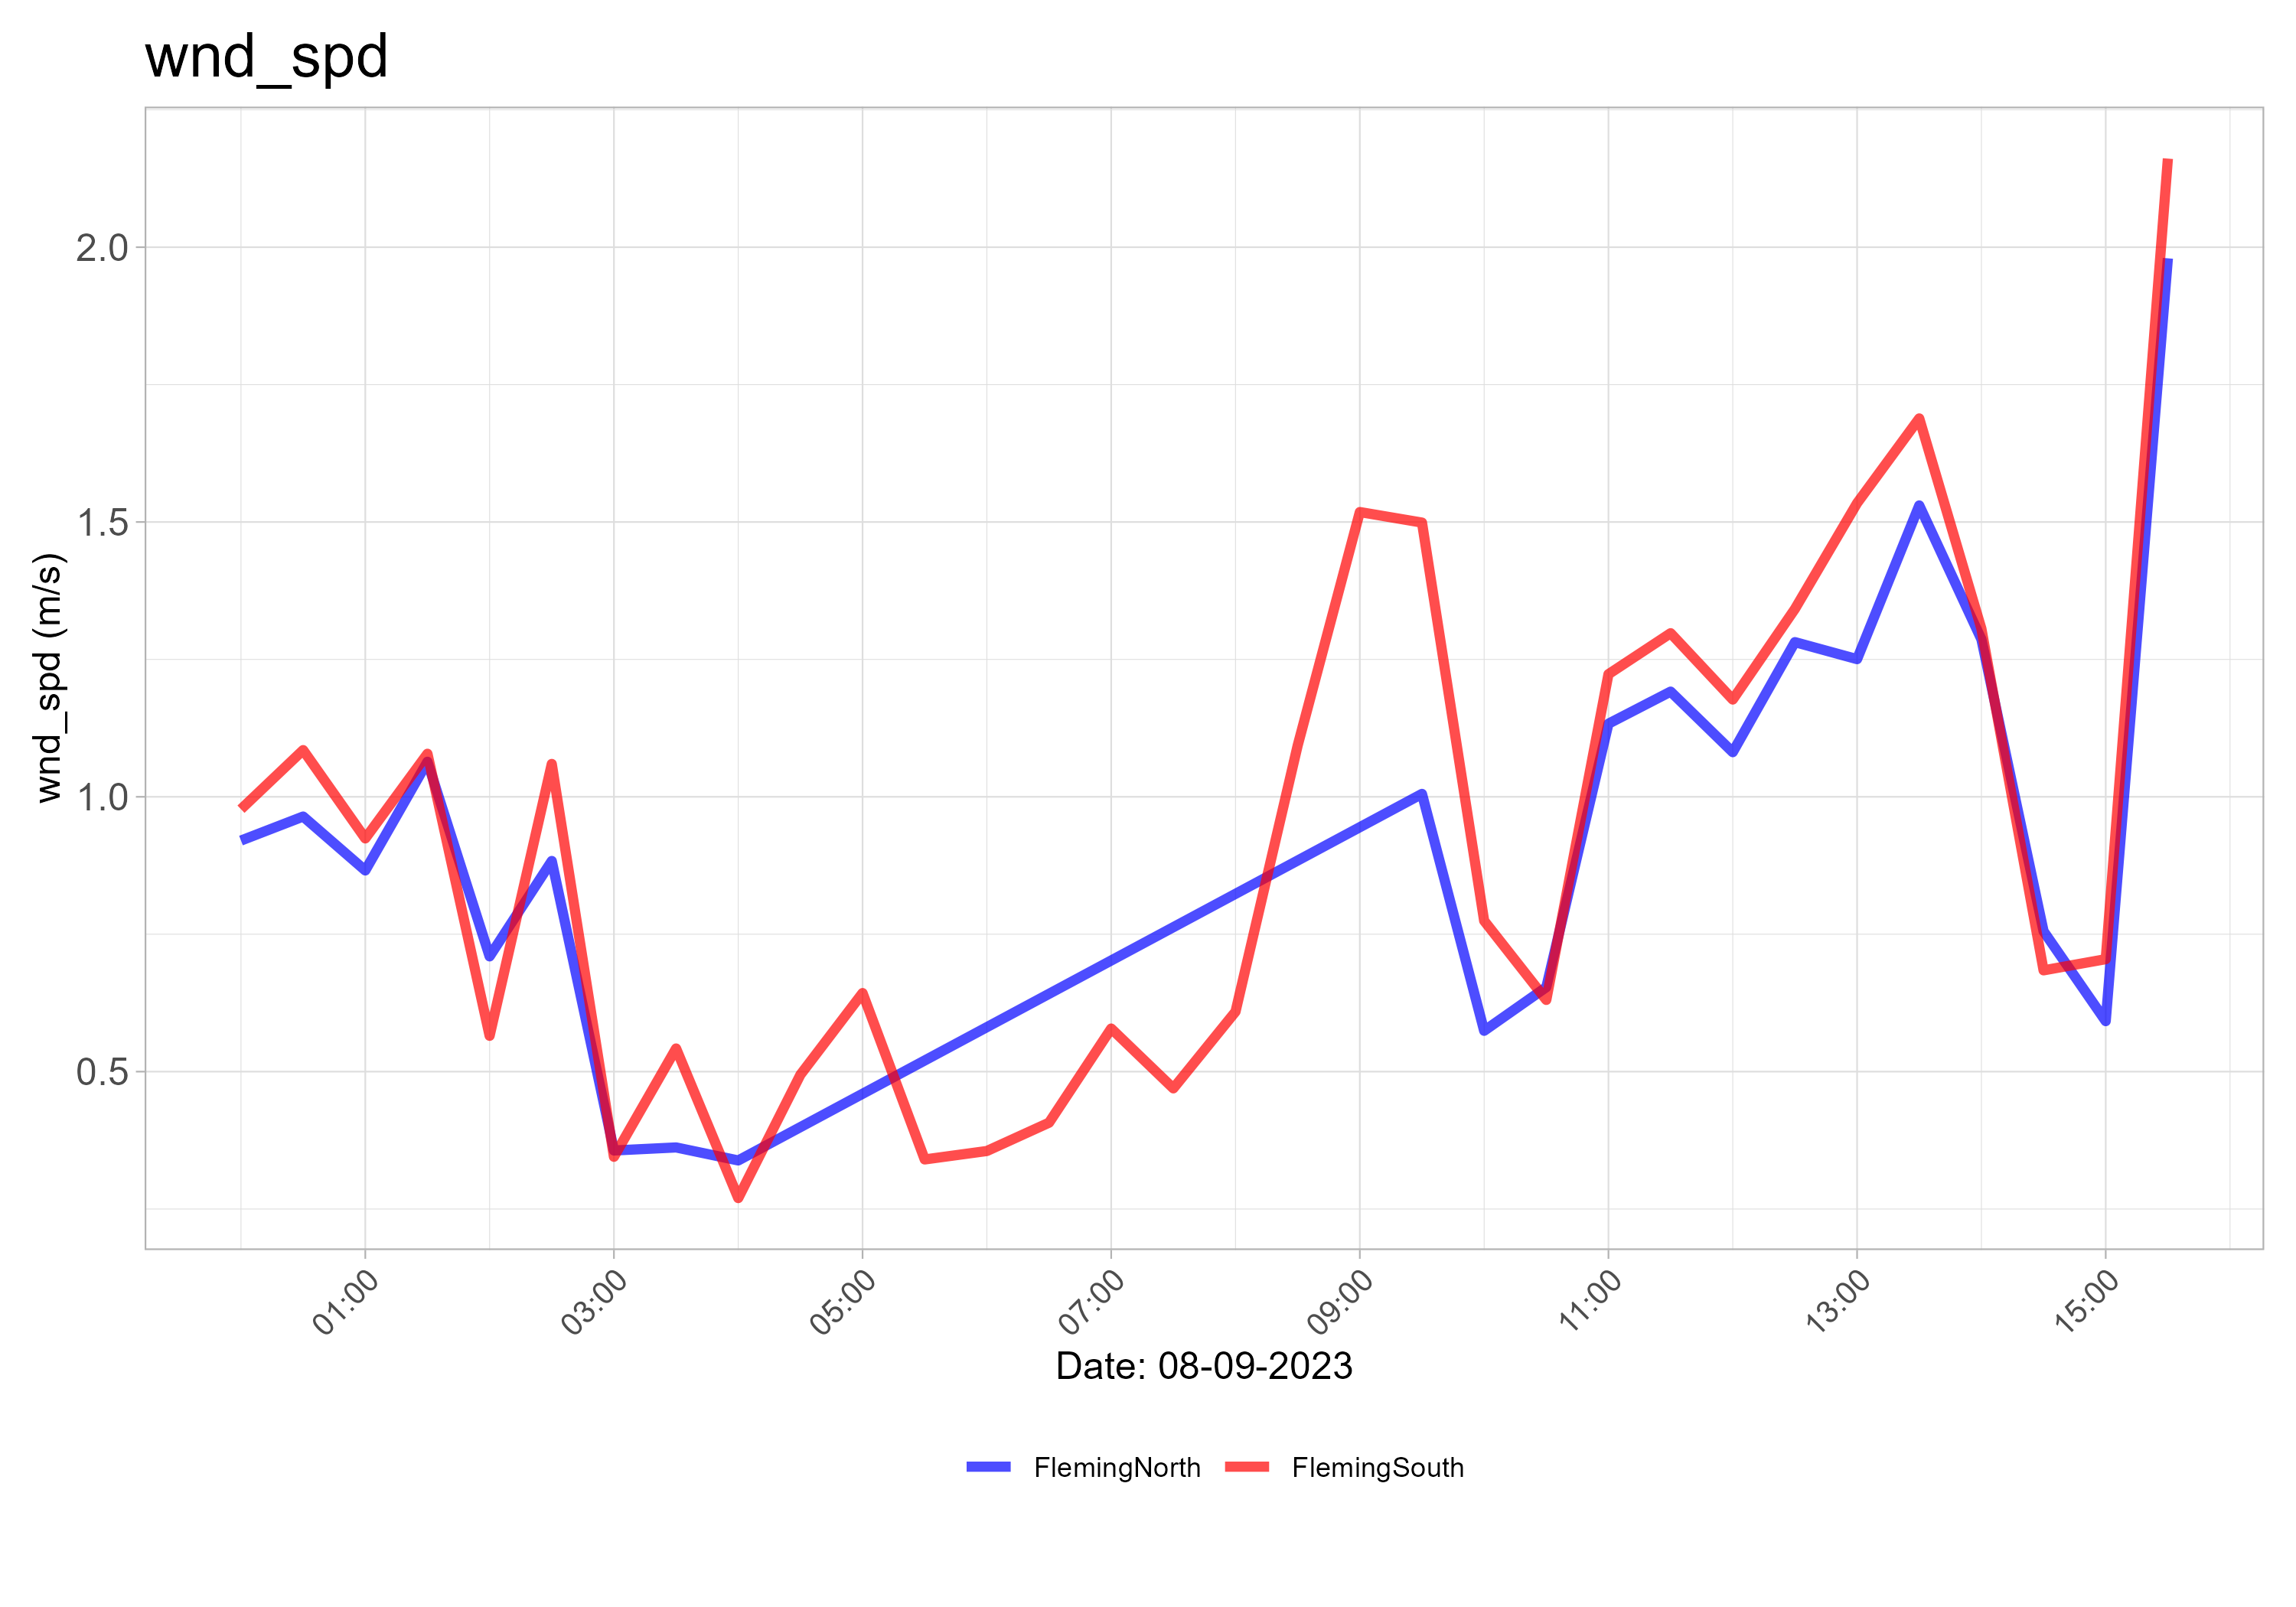 wnd_spd
wnd_spd (m/s)
2.0
1.5
1.0
0.5
01:00 03:00 05:00 07:00 09:00 11:00 13:00 15:00
Date: 08-09-2023
FlemingNorth FlemingSouth